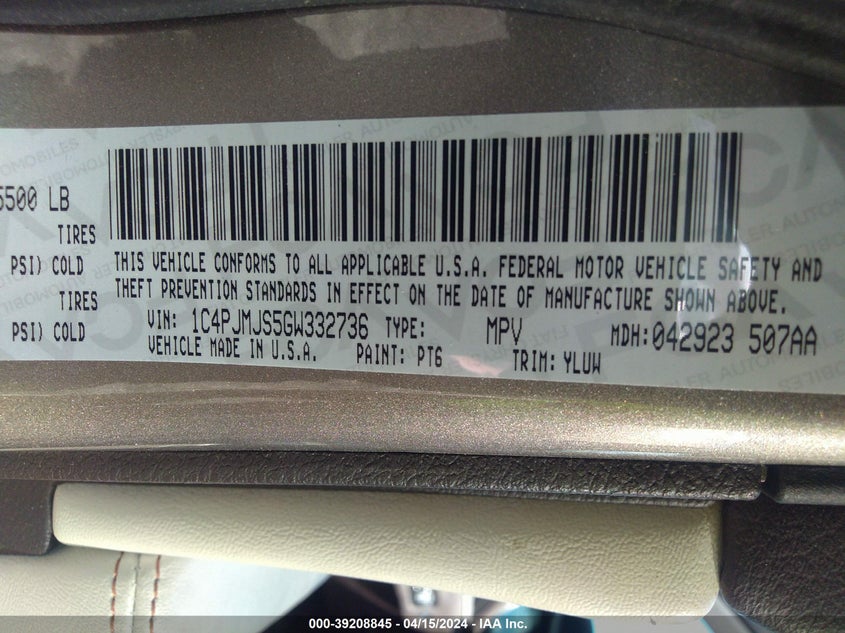 5500 LB
TIRES
PSI) COLD
TIRES
PSI) COLD
THIS VEHICLE CONFORMS TO ALL APPLICABLE U.S.A. FEDERAL MOTOR VEHICLE SAFETY AND
THEFT PREVENTION STANDARDS IN EFFECT ON THE DATE OF MANUFACTURE SHOWN ABOVE.
VIN: 1C4PJMJS5GW332736 TYPE: MPV MDH:042923 507AA
VEHICLE MADE IN U.S.A. PAINT: PT6 TRIM: YLUW
000-39208845 - 04/15/2024 - IAA Inc.